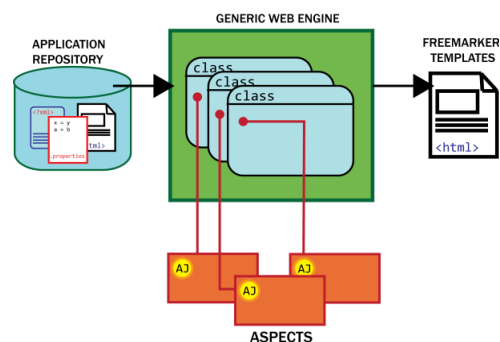 GENERIC WEB ENGINE
APPLICATION
REPOSITORY
FREEMARKER
TEMPLATES
class
class
class
<html>
x = y
a = b
.properties
<html>
AJ
AJ
AJ
ASPECTS